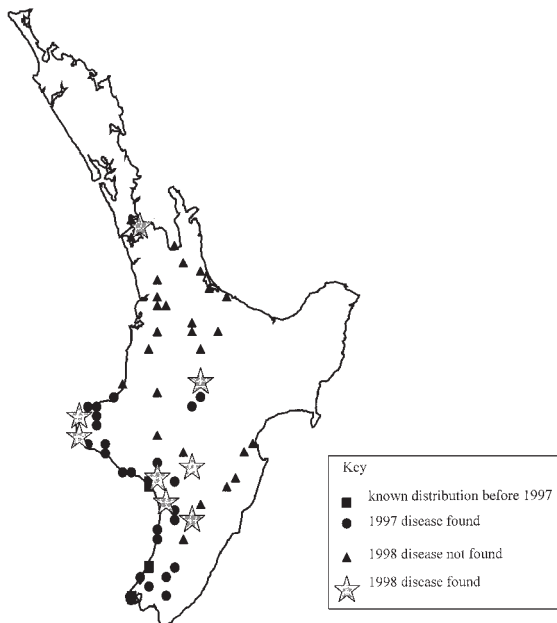 Key
known distribution before 1997
1997 disease found
1998 disease not found
1998 disease found